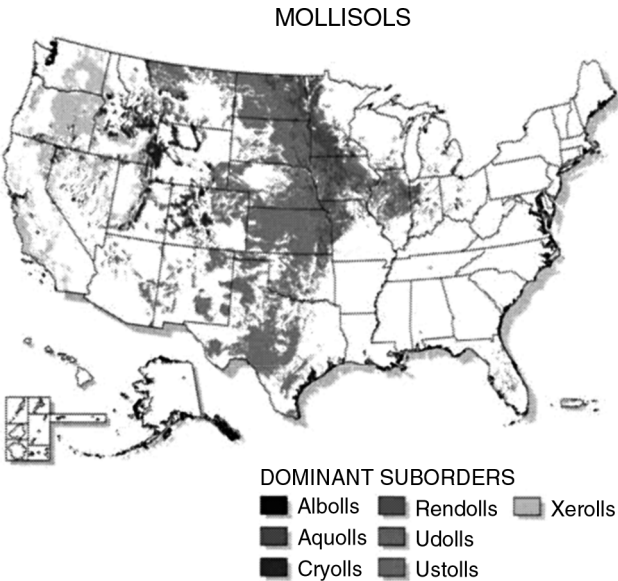 MOLLISOLS
DOMINANT SUBORDERS
Albolls Rendolls Xerolls
Aquolls Udolls
Cryolls Ustolls